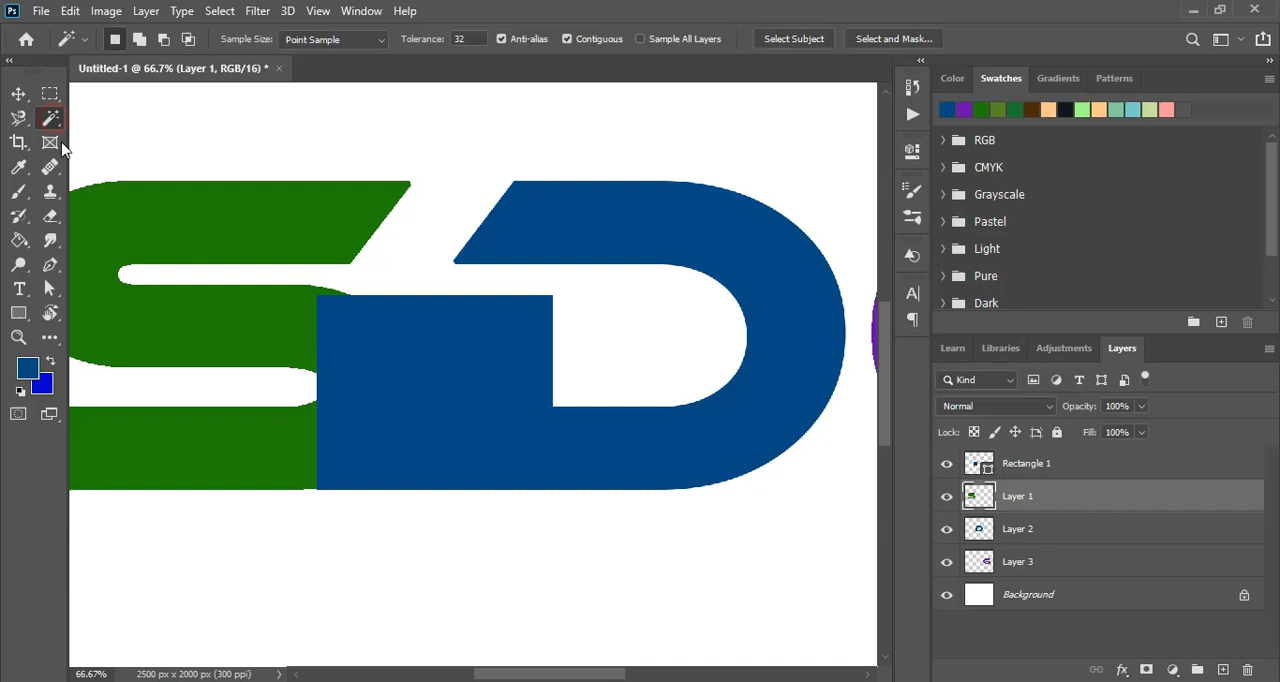 Ps File Edit Image Layer Type Select Filter 3D View Window Help
Sample Size: Point Sample Tolerance: 32 Anti-alias Contiguous Sample All Layers Select Subject Select and Mask...
Untitled-1 @ 66.7% (Layer 1, RGB/16) * ×
Color Swatches Gradients Patterns
RGB
CMYK
Grayscale
Pastel
Light
Pure
Dark
Learn Libraries Adjustments Layers
Kind
Normal Opacity: 100%
Lock: Fill: 100%
Rectangle 1
Layer 1
Layer 2
Layer 3
Background
66.67% 2500 px x 2000 px (300 ppi)